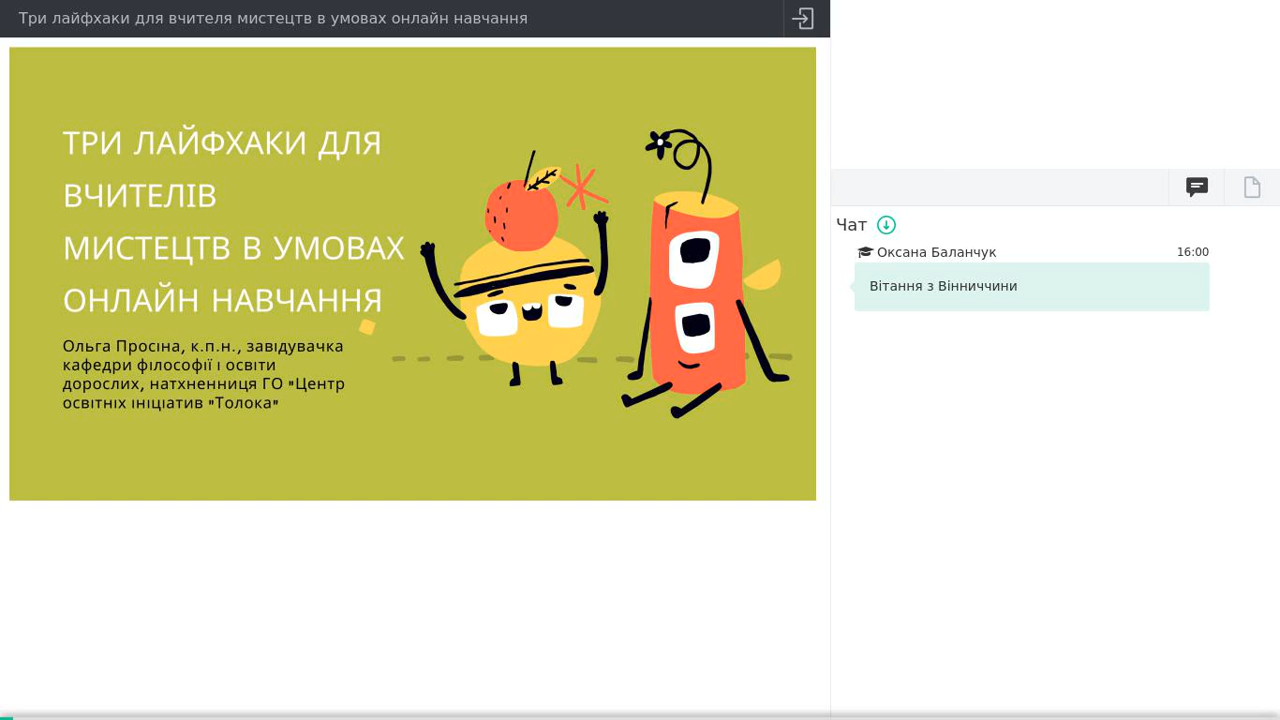 Три лайфхаки для вчителя мистецтв в умовах онлайн навчання
ТРИ ЛАЙФХАКИ ДЛЯ
ВЧИТЕЛІВ
МИСТЕЦТВ В УМОВАХ
ОНЛАЙН НАВЧАННЯ
Ольга Просіна, к.п.н., завідувачка
кафедри філософії і освіти
дорослих, натхненниця ГО "Центр
освітніх ініціатив "Толока"
Чат
Оксана Баланчук 16:00
Вітання з Вінниччини